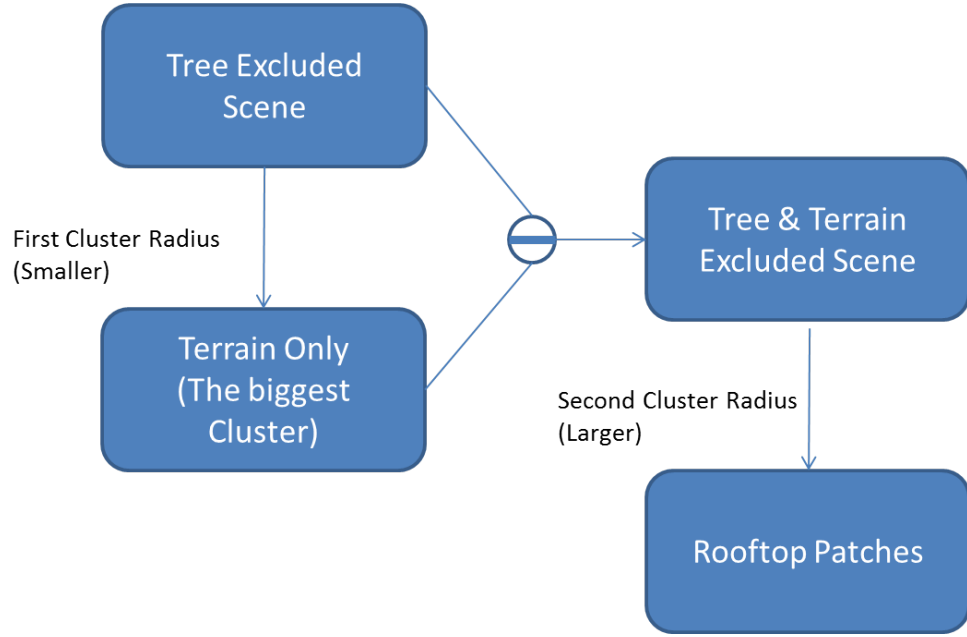 Tree Excluded
Scene
First Cluster Radius
(Smaller)
Terrain Only
(The biggest
Cluster)
Tree & Terrain
Excluded Scene
Second Cluster Radius
(Larger)
Rooftop Patches